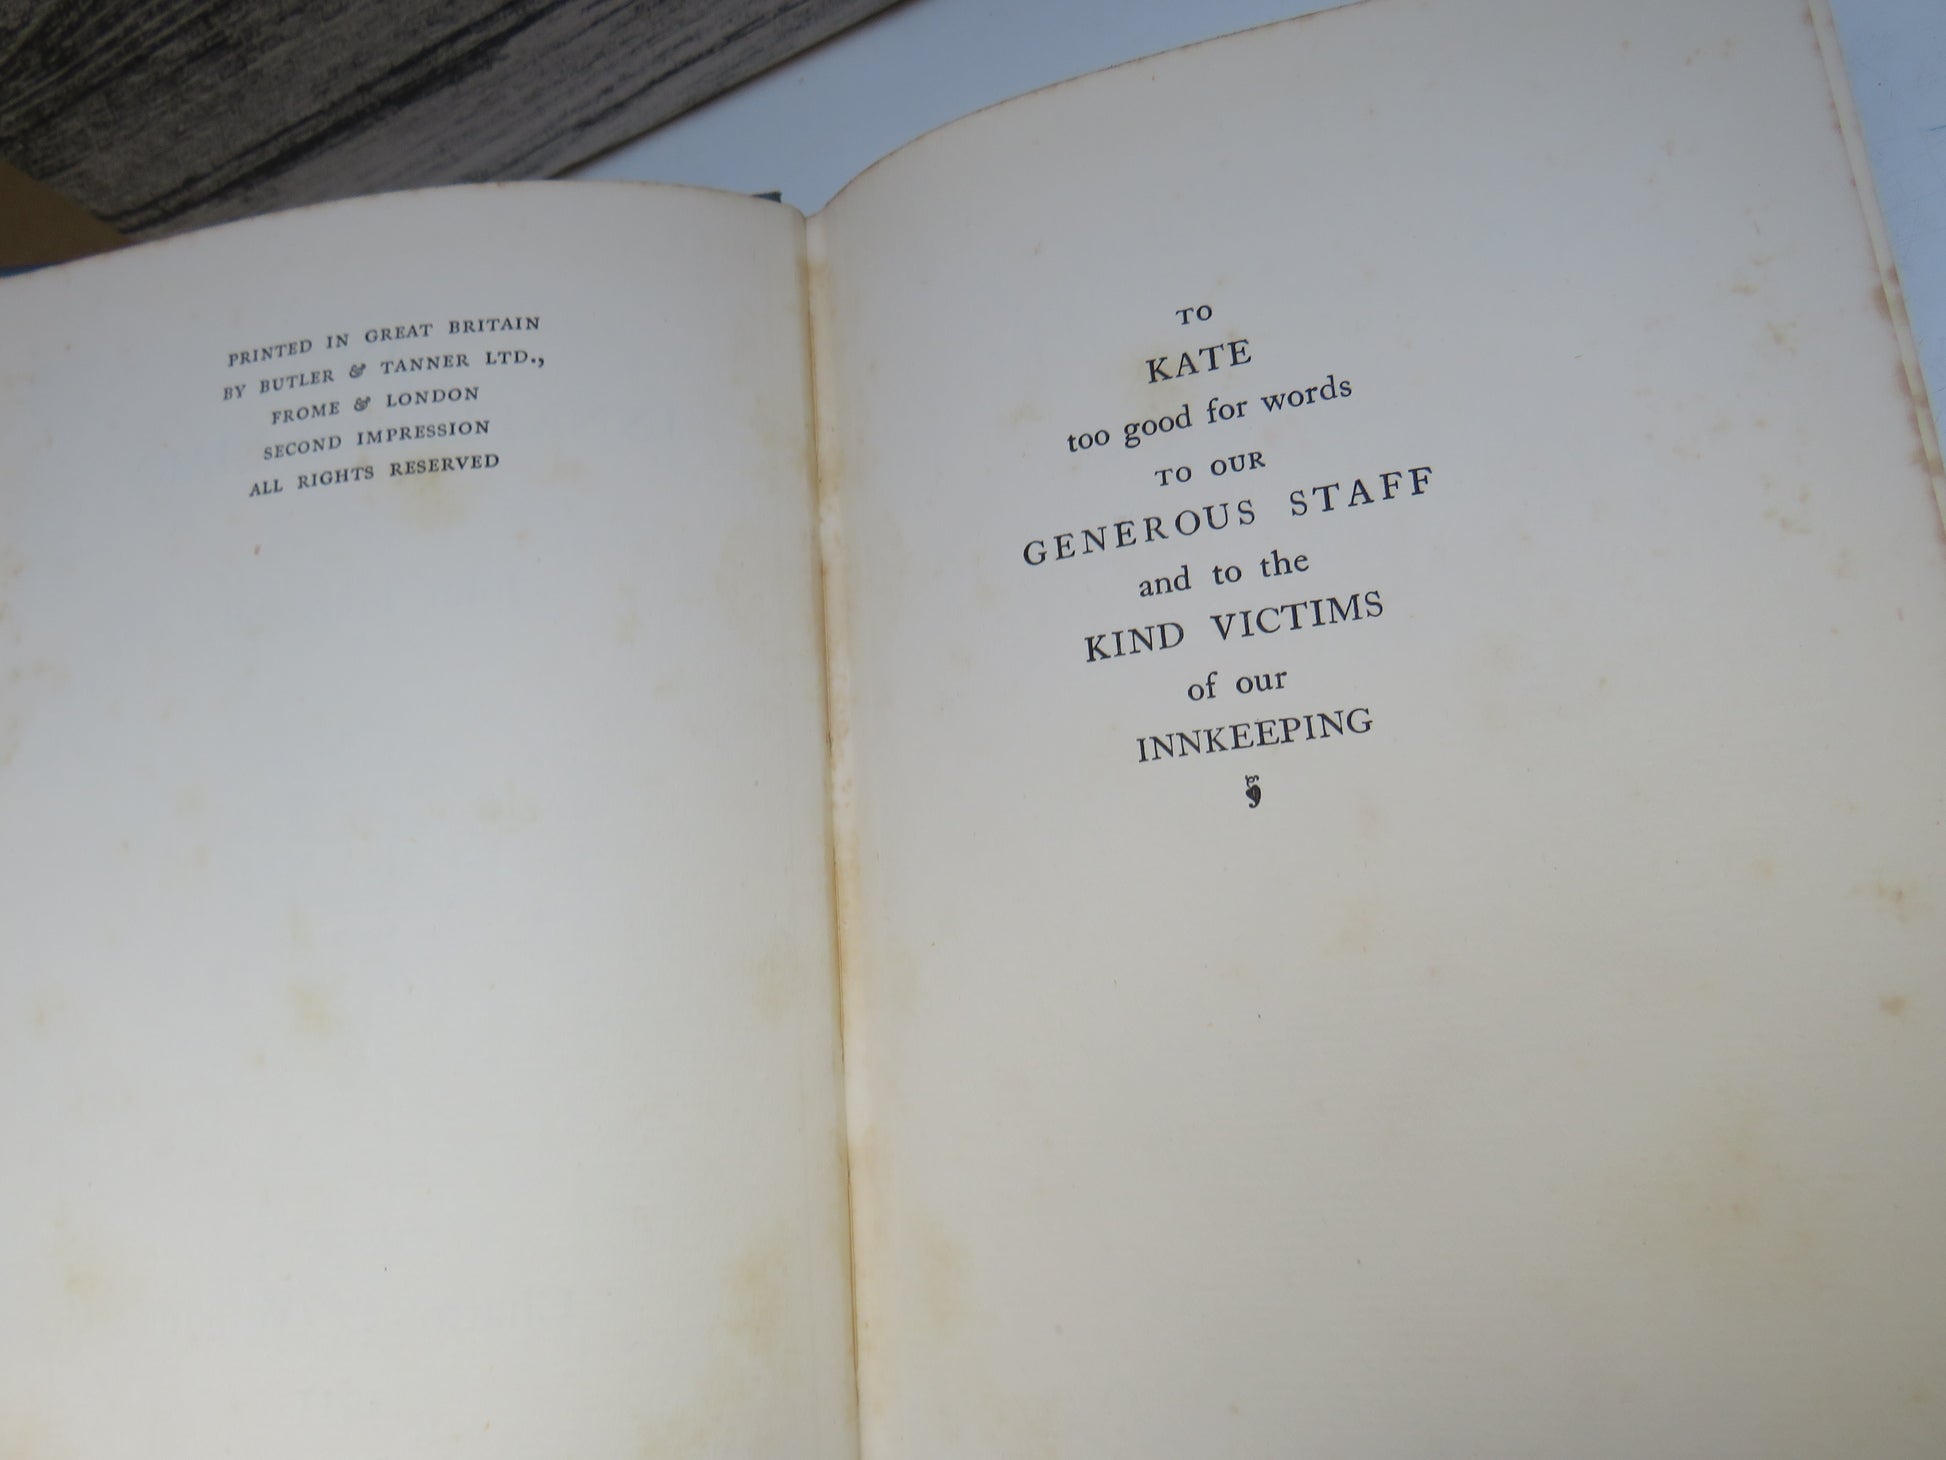 PRINTED IN GREAT BRITAIN
BY BUTLER & TANNER LTD.,
FROME & LONDON
SECOND IMPRESSION
ALL RIGHTS RESERVED
TO
KATE
too good for words
TO OUR
GENEROUS STAFF
and to the
KIND VICTIMS
of our
INNKEEPING